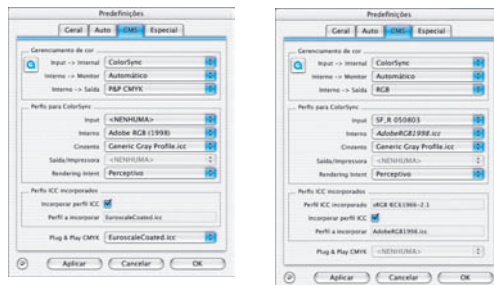 Predefinições
Geral Auto CMS Especial
Gerenciamento de cor
Input -> Internal ColorSync
Interno -> Monitor Automático
Interno -> Saída P&P CMYK
Perfis para ColorSync
Input <NENHUMA>
Interno Adobe RGB (1998)
Cinzento Generic Gray Profile.icc
Saída/Impressora <NENHUMA>
Rendering Intent Perceptivo
Perfis ICC incorporados
Incorporar perfil ICC
Perfil a incorporar EuroscaleCoated.icc
Plug & Play CMYK EuroscaleCoated.icc
Aplicar Cancelar OK
Predefinições
Geral Auto CMS Especial
Gerenciamento de cor
Input -> Internal ColorSync
Interno -> Monitor Automático
Interno -> Saída RGB
Perfis para ColorSync
Input SF_R 050803
Interno AdobeRGB1998.icc
Cinzento Generic Gray Profile.icc
Saída/Impressora <NENHUMA>
Rendering Intent Perceptivo
Perfis ICC incorporados
Perfil ICC incorporado sRGB IEC61966-2.1
Incorporar perfil ICC
Perfil a incorporar AdobeRGB1998.icc
Plug & Play CMYK <NENHUMA>
Aplicar Cancelar OK